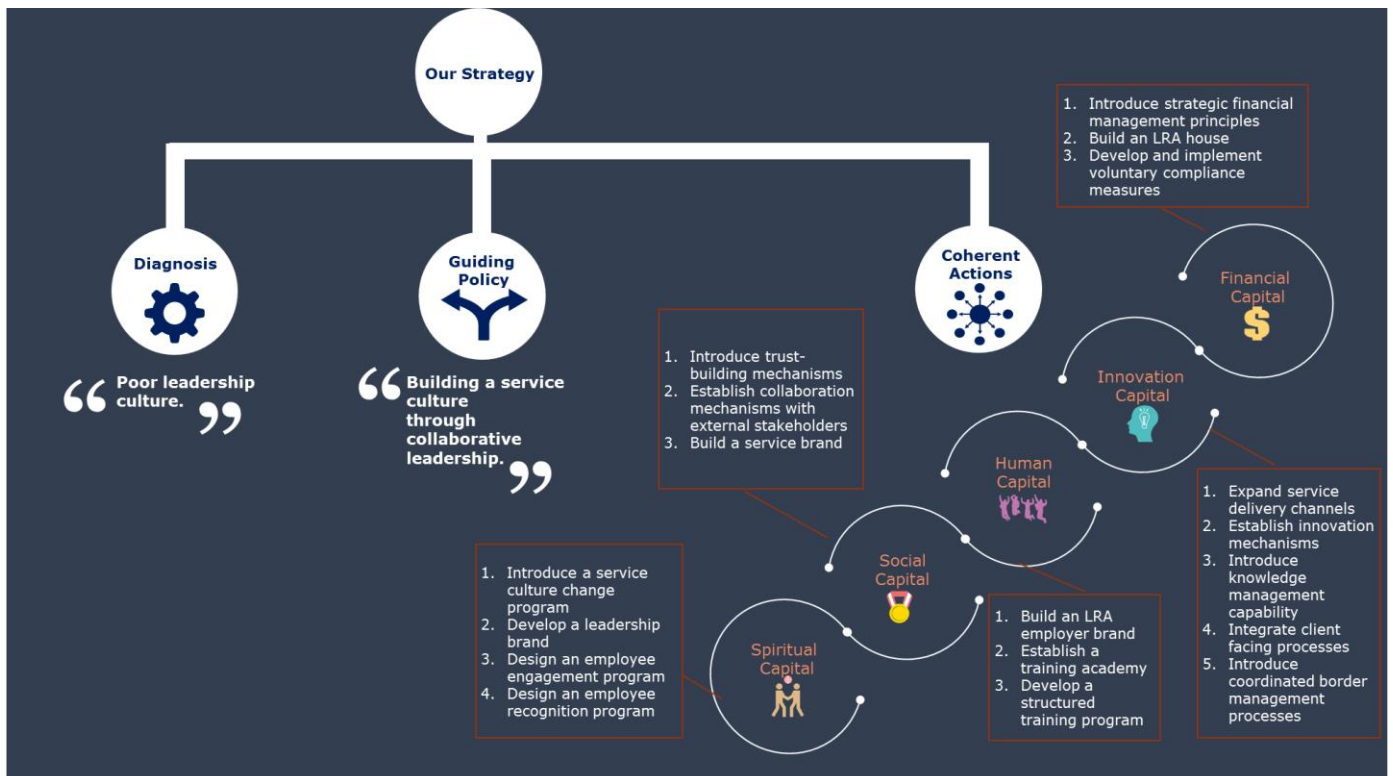 Our Strategy
Diagnosis
“ Poor leadership
culture. ”
Guiding
Policy
“ Building a service
culture
through
collaborative
leadership. ”
Coherent
Actions
Spiritual
Capital
1. Introduce a service
culture change
program
2. Develop a leadership
brand
3. Design an employee
engagement program
4. Design an employee
recognition program
Social
Capital
1. Introduce trust-
building mechanisms
2. Establish collaboration
mechanisms with
external stakeholders
3. Build a service brand
Human
Capital
1. Build an LRA
employer brand
2. Establish a
training academy
3. Develop a
structured
training program
Innovation
Capital
1. Expand service
delivery channels
2. Establish innovation
mechanisms
3. Introduce
knowledge
management
capability
4. Integrate client
facing processes
5. Introduce
coordinated border
management
processes
Financial
Capital
$
1. Introduce strategic financial
management principles
2. Build an LRA house
3. Develop and implement
voluntary compliance
measures